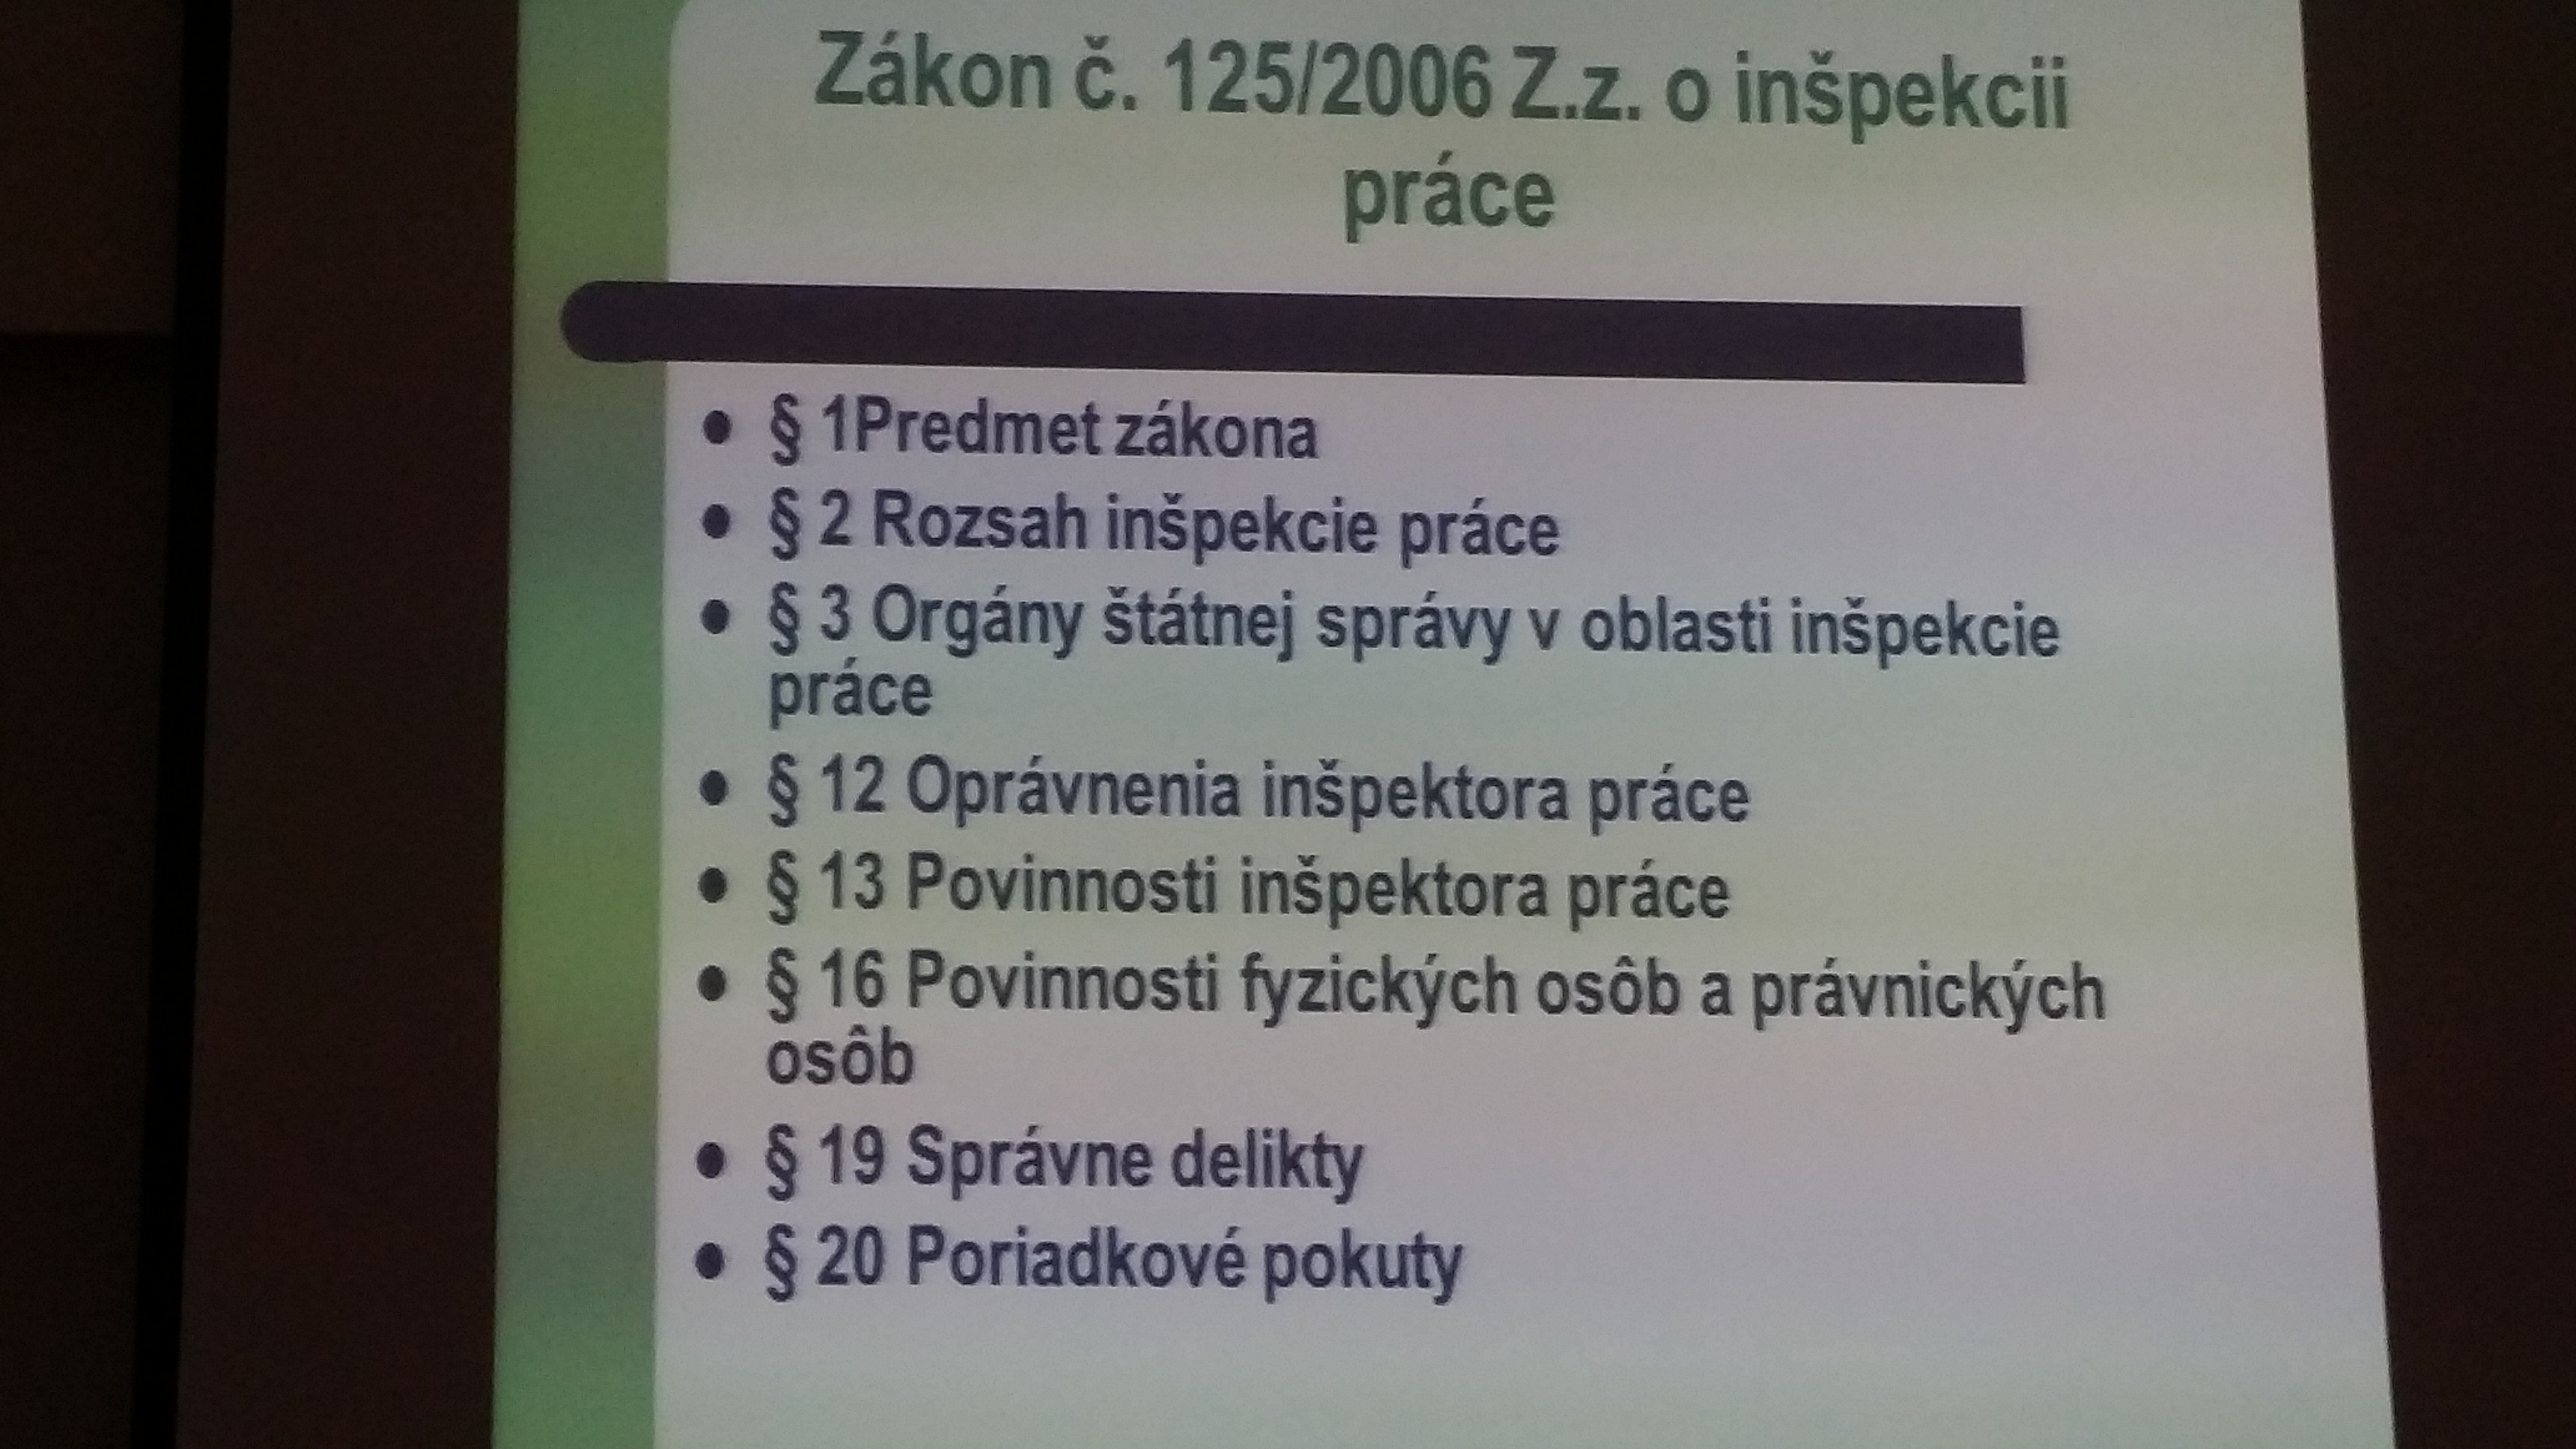 Zákon č. 125/2006 Z.z. o inšpekcii
práce
• § 1Predmet zákona
• § 2 Rozsah inšpekcie práce
• § 3 Orgány štátnej správy v oblasti inšpekcie
práce
• § 12 Oprávnenia inšpektora práce
• § 13 Povinnosti inšpektora práce
• § 16 Povinnosti fyzických osôb a právnických
osôb
• § 19 Správne delikty
• § 20 Poriadkové pokuty